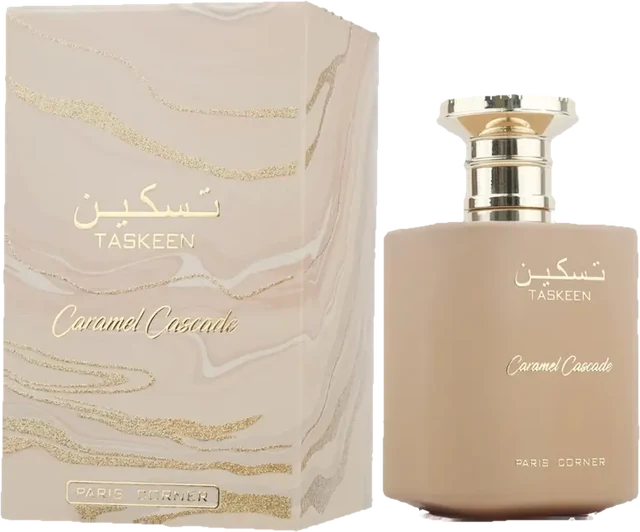 تسكين
TASKEEN
Caramel Cascade
PARIS CORNER
تسكين
TASKEEN
Caramel Cascade
PARIS CORNER